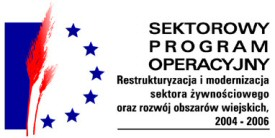 SEKTOROWY
PROGRAM
OPERACYJNY
Restrukturyzacja i modernizacja
sektora żywnościowego
oraz rozwój obszarów wiejskich,
2004 - 2006